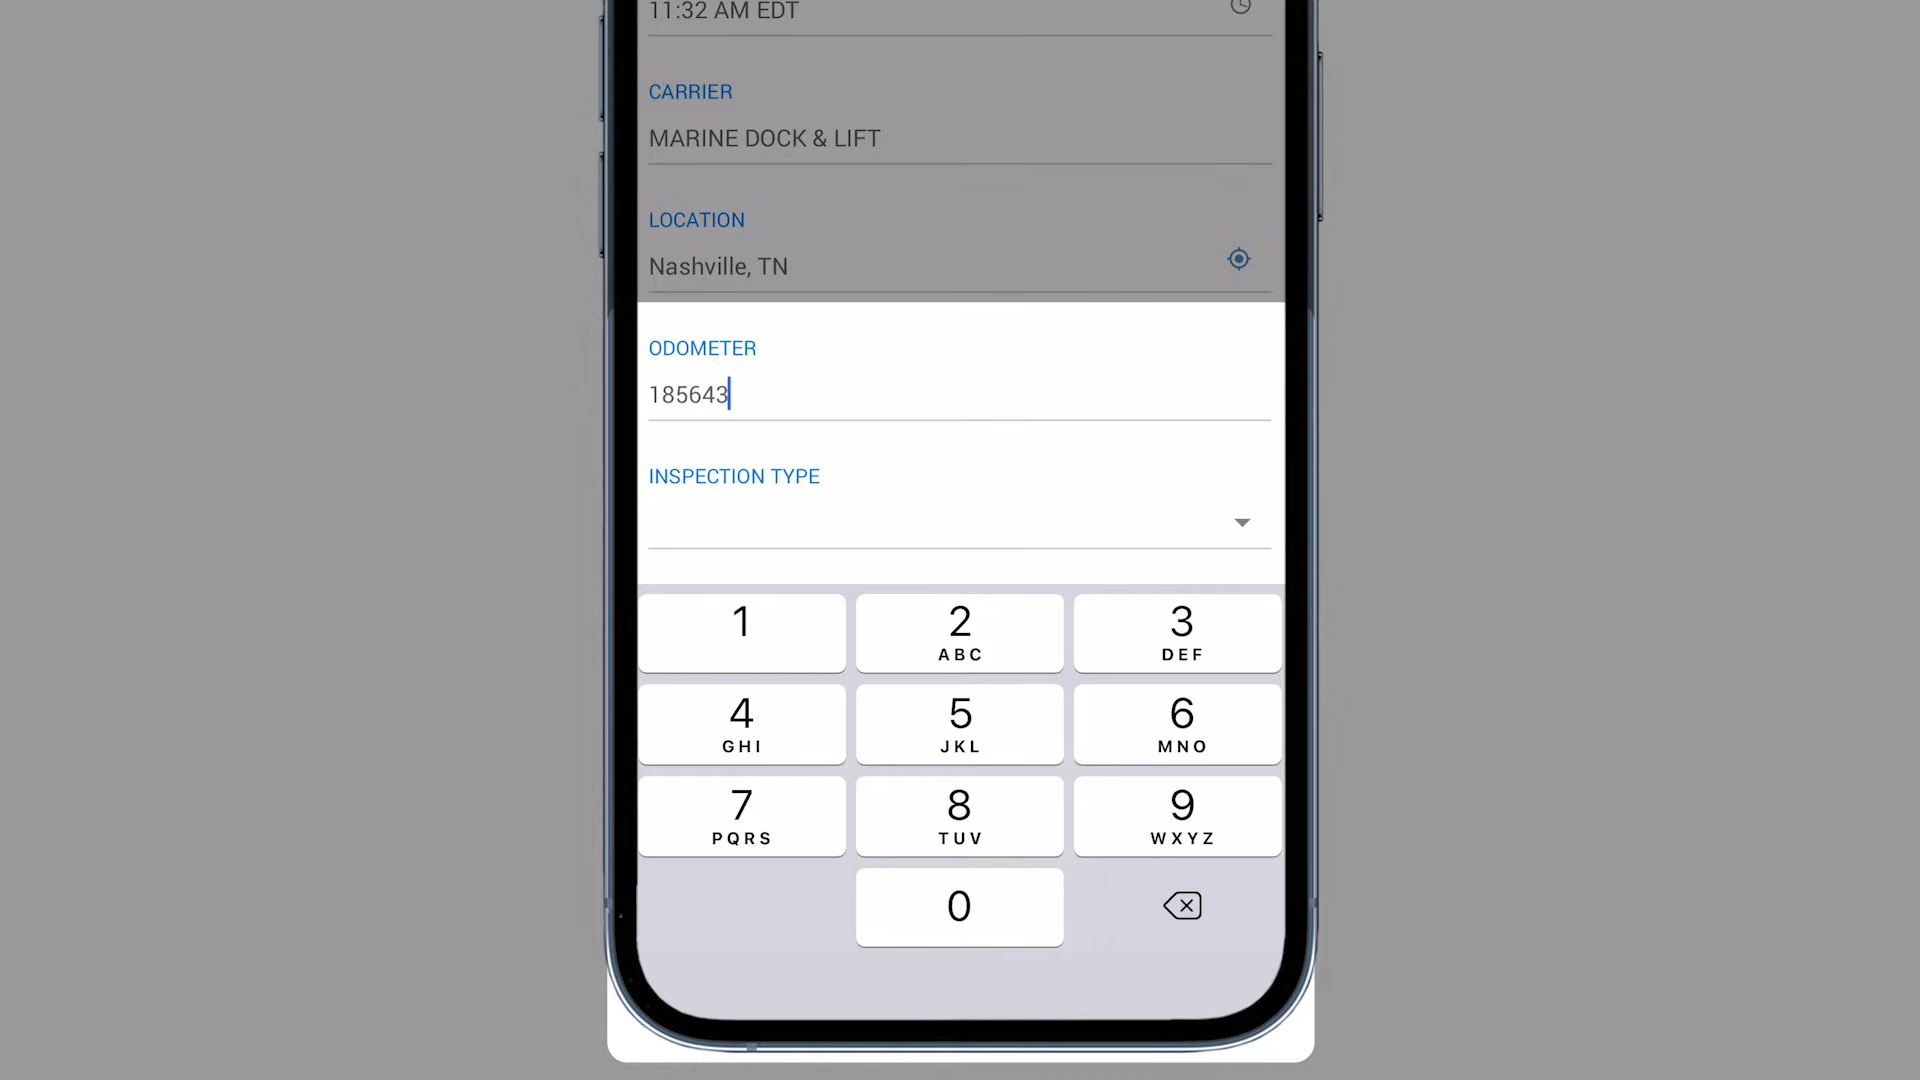 11:32 AM EDT
CARRIER
MARINE DOCK & LIFT
LOCATION
Nashville, TN
ODOMETER
185643
INSPECTION TYPE
1
2
3
ABC
DEF
4
5
6
GHI
JKL
MNO
7
8
9
PQRS
TUV
WXYZ
0